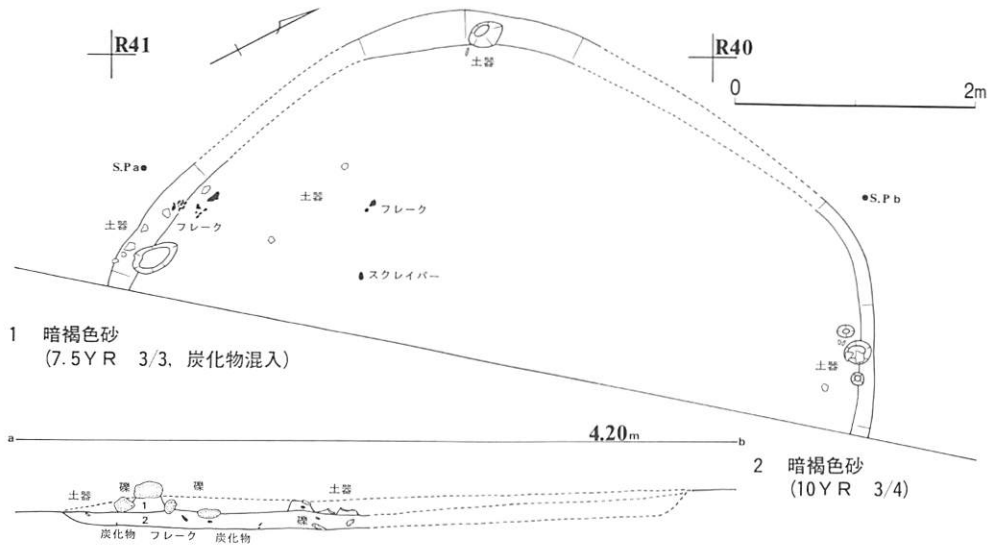 R41
R40
土器
0 2m
S.Pa
S.Pb
土器
フレーク
土器
フレーク
スクレイパー
土器
1 暗褐色砂
(7.5YR 3/3, 炭化物混入)
a 4.20m b
2 暗褐色砂
(10YR 3/4)
土器 礫 礫 土器
1
2 礫
炭化物 フレーク 炭化物